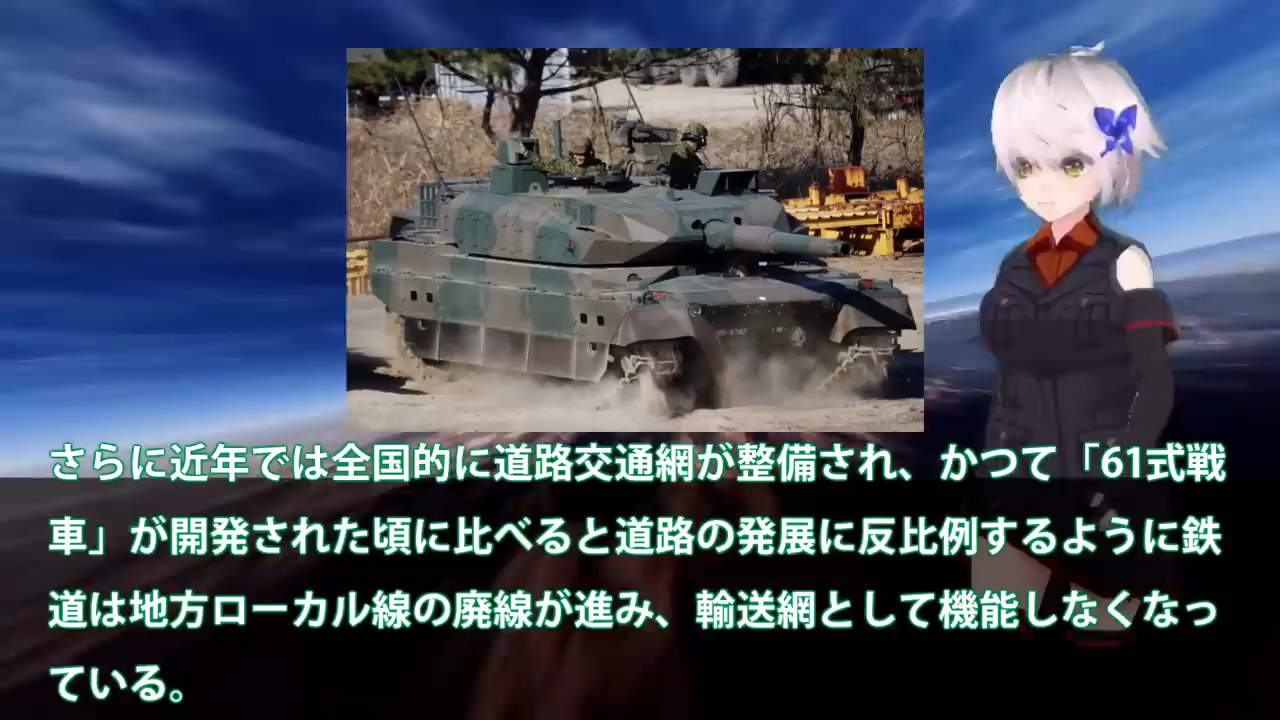 さらに近年では全国的に道路交通網が整備され、かつて「61式戦
車」が開発された頃に比べると道路の発展に反比例するように鉄
道は地方ローカル線の廃線が進み、輸送網として機能しなくなっ
ている。